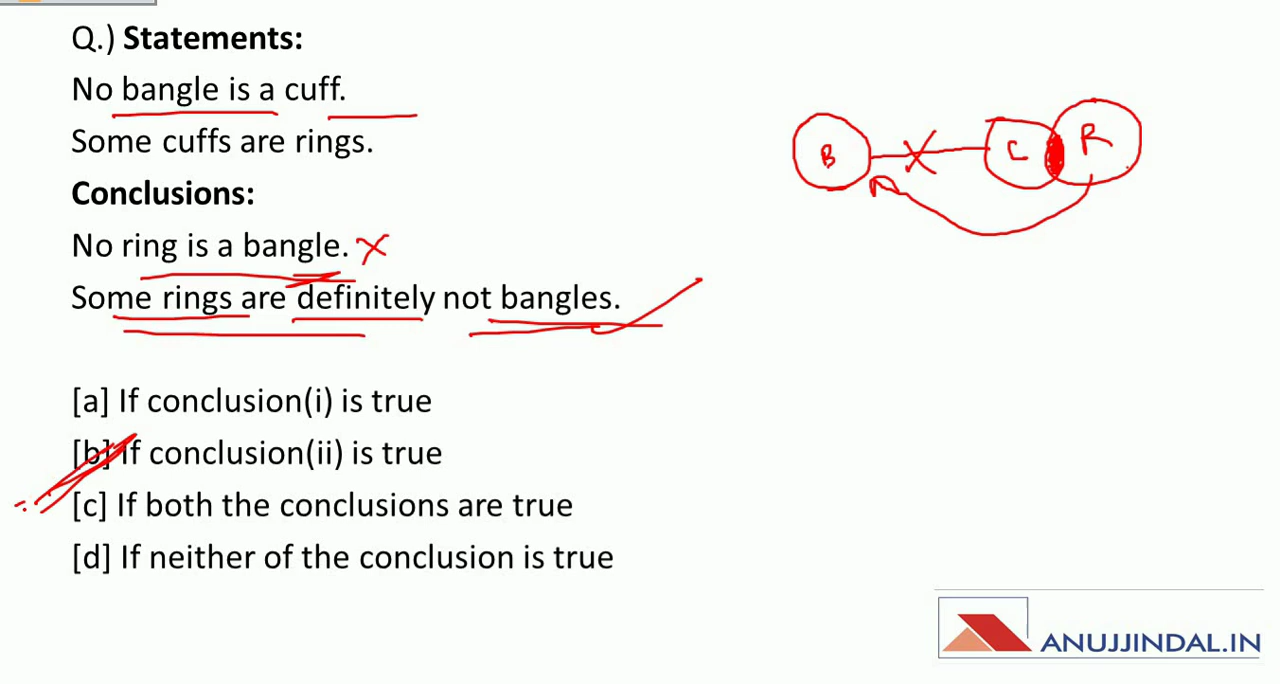 Q.) Statements:
No bangle is a cuff.
Some cuffs are rings.
Conclusions:
No ring is a bangle.
Some rings are definitely not bangles.
[a] If conclusion(i) is true
[b] If conclusion(ii) is true
[c] If both the conclusions are true
[d] If neither of the conclusion is true
B C R
ANUJJINDAL.IN